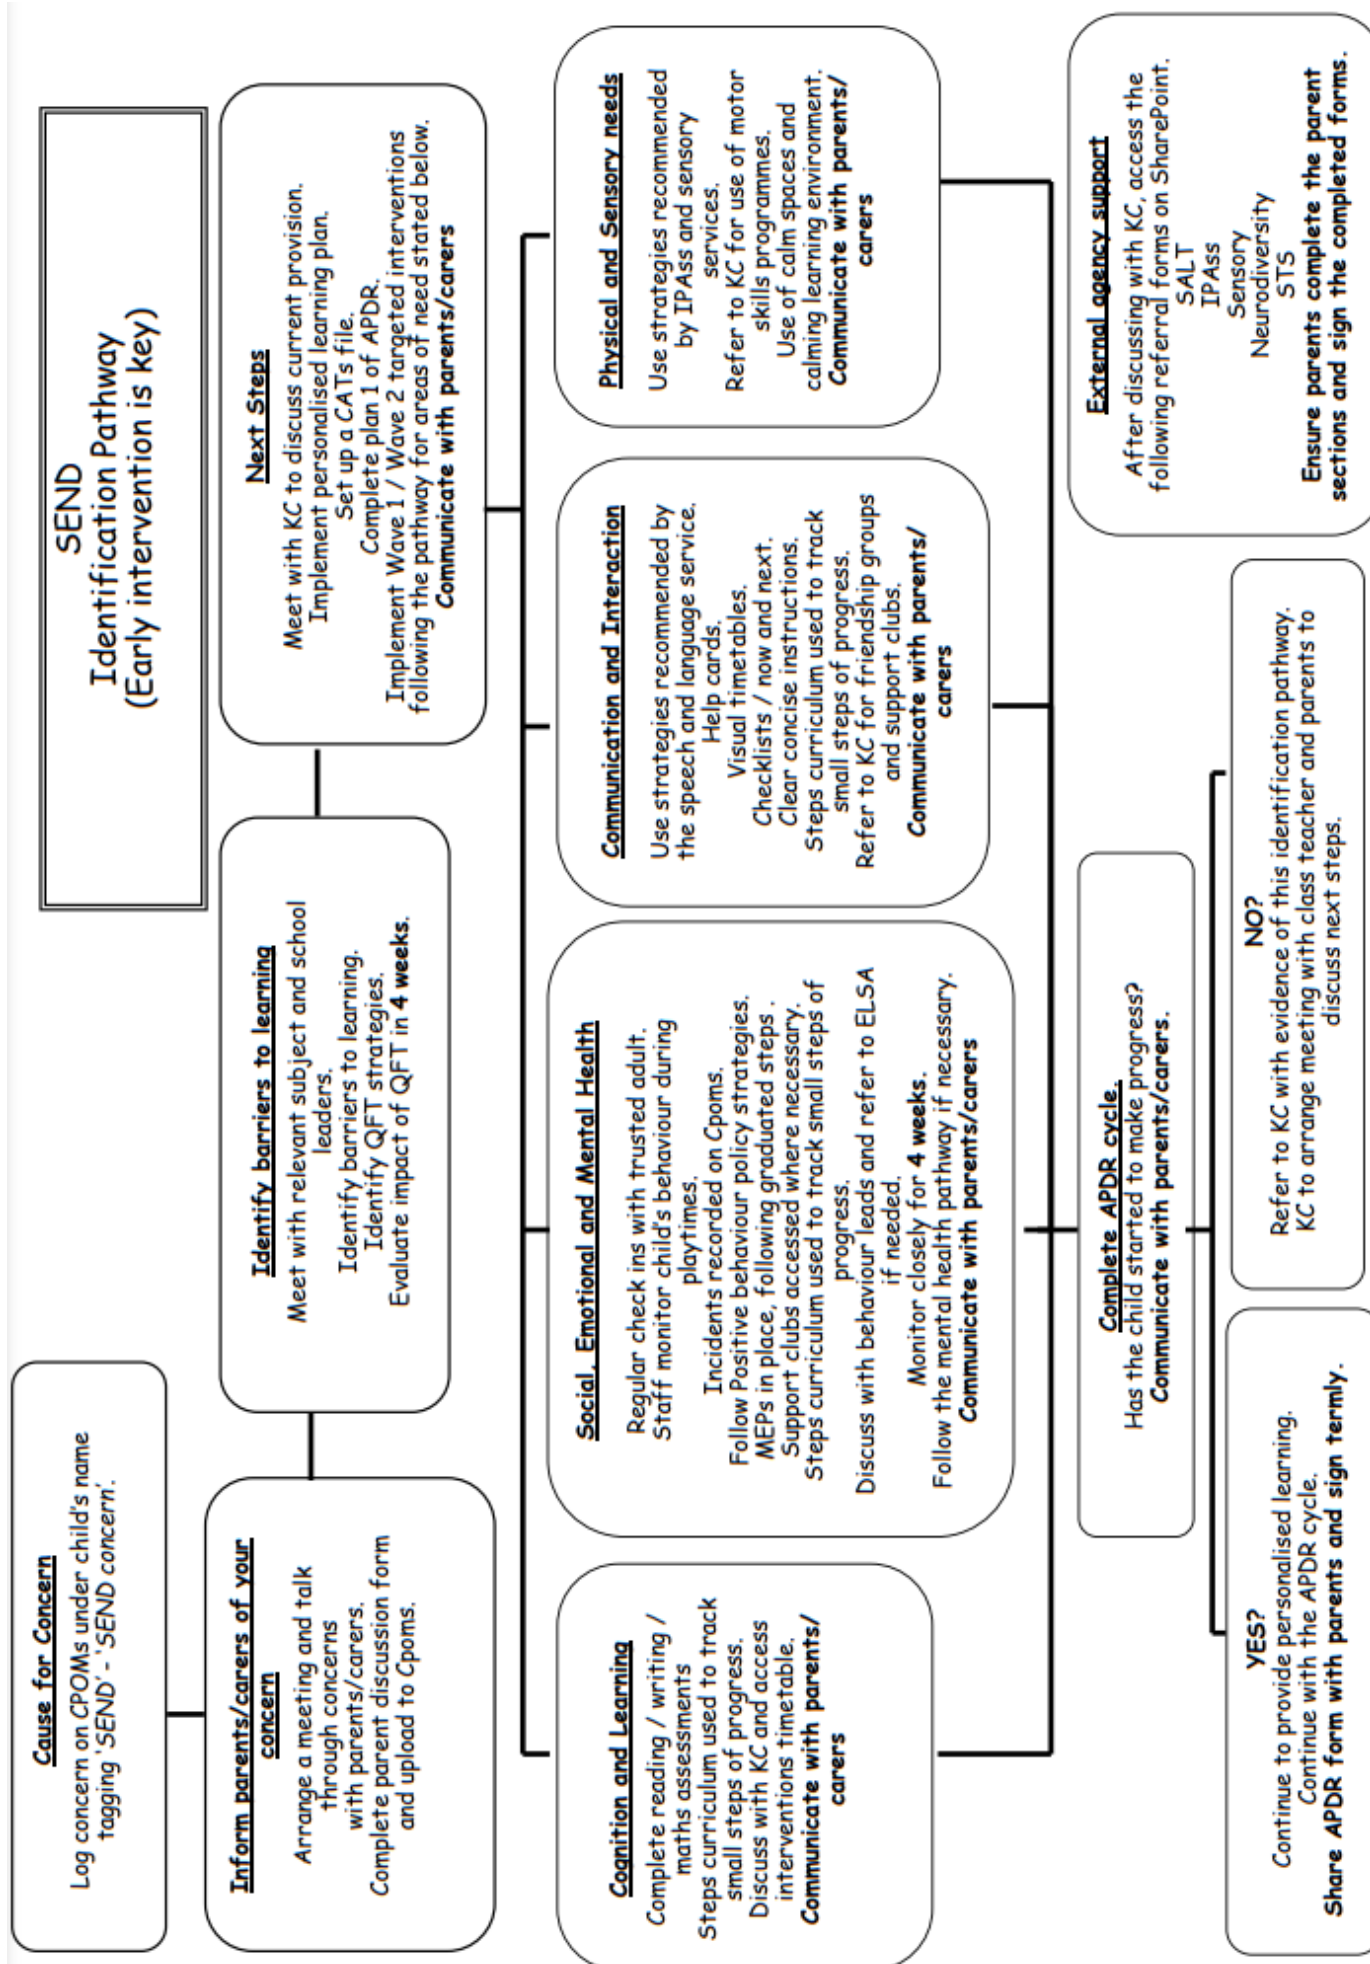 SEND
Identification Pathway
(Early intervention is key)
Cause for Concern
Log concern on CPOMs under child's name
tagging 'SEND' - 'SEND concern'.
Inform parents/carers of your
concern
Arrange a meeting and talk
through concerns
with parents/carers.
Complete parent discussion form
and upload to Cpoms.
Identify barriers to learning
Meet with relevant subject and school
leaders.
Identify barriers to learning.
Identify QFT strategies.
Evaluate impact of QFT in 4 weeks.
Next Steps
Meet with KC to discuss current provision.
Implement personalised learning plan.
Set up a CATs file.
Complete plan 1 of APDR.
Implement Wave 1 / Wave 2 targeted interventions
following the pathway for areas of need stated below.
Communicate with parents/carers
Cognition and Learning
Complete reading / writing /
maths assessments
Steps curriculum used to track
small steps of progress.
Discuss with KC and access
interventions timetable.
Communicate with parents/
carers
Social, Emotional and Mental Health
Regular check ins with trusted adult.
Staff monitor child's behaviour during
playtimes.
Incidents recorded on Cpoms.
Follow Positive behaviour policy strategies.
MEPs in place, following graduated steps .
Support clubs accessed where necessary.
Steps curriculum used to track small steps of
progress.
Discuss with behaviour leads and refer to ELSA
if needed.
Monitor closely for 4 weeks.
Follow the mental health pathway if necessary.
Communicate with parents/carers
Communication and Interaction
Use strategies recommended by
the speech and language service.
Help cards.
Visual timetables.
Checklists / now and next.
Clear concise instructions.
Steps curriculum used to track
small steps of progress.
Refer to KC for friendship groups
and support clubs.
Communicate with parents/
carers
Physical and Sensory needs
Use strategies recommended
by IPAss and sensory
services.
Refer to KC for use of motor
skills programmes.
Use of calm spaces and
calming learning environment.
Communicate with parents/
carers
Complete APDR cycle.
Has the child started to make progress?
Communicate with parents/carers.
YES?
Continue to provide personalised learning.
Continue with the APDR cycle.
Share APDR form with parents and sign termly.
NO?
Refer to KC with evidence of this identification pathway.
KC to arrange meeting with class teacher and parents to
discuss next steps.
External agency support
After discussing with KC, access the
following referral forms on SharePoint.
SALT
IPAss
Sensory
Neurodiversity
STS
Ensure parents complete the parent
sections and sign the completed forms.